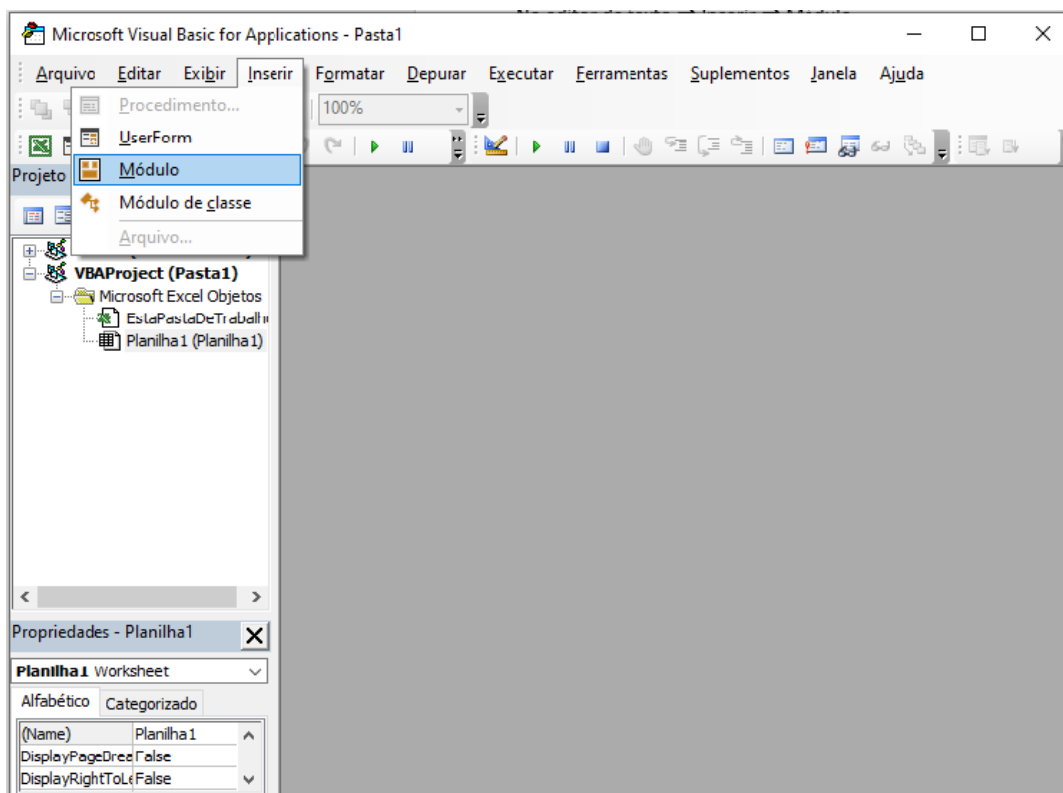 Microsoft Visual Basic for Applications - Pasta1
Arquivo Editar Exibir Inserir Formatar Depurar Executar Ferramentas Suplementos Janela Ajuda
Procedimento...
100%
UserForm
Módulo
Projeto
Módulo de classe
Arquivo...
VBAProject (Pasta1)
Microsoft Excel Objetos
EstaPastaDeTrabalh
Planilha1 (Planilha1)
Propriedades - Planilha1
Planilha1 Worksheet
Alfabético Categorizado
(Name) Planilha1
DisplayPageBrea False
DisplayRightToLe False